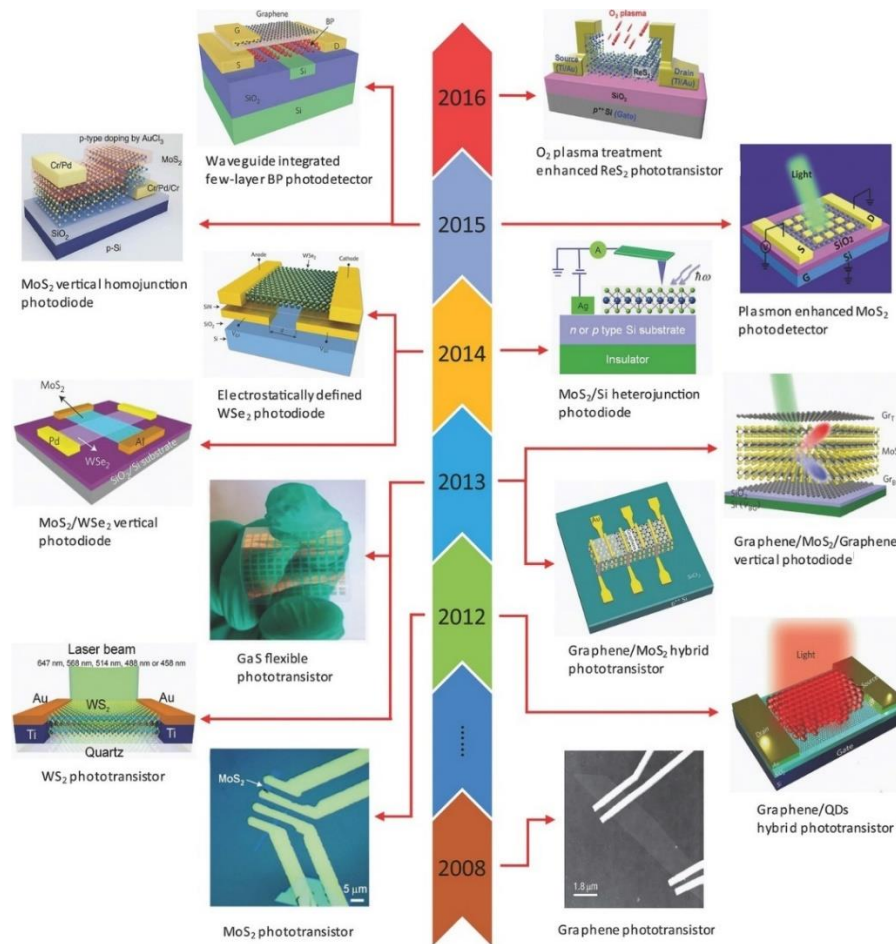 Graphene
BP
G
D
S
Si
SiO₂
Si
Waveguide integrated
few-layer BP photodetector
2016
O₂ plasma
Source
(Ti/Au)
ReS₂
Drain
(Ti/Au)
SiO₂
p⁺⁺ Si (Gate)
O₂ plasma treatment
enhanced ReS₂ phototransistor
p-type doping by AuCl₃
MoS₂
Cr/Pd
Cr/Pd/Cr
SiO₂
p-Si
MoS₂ vertical homojunction
photodiode
2015
Light
D
S
SiO₂
Si
G
Plasmon enhanced MoS₂
photodetector
Anode
WSe₂
Cathode
SiN
SiO₂
Si
Electrostatically defined
WSe₂ photodiode
2014
A
ħω
Ag
n or p type Si substrate
Insulator
MoS₂/Si heterojunction
photodiode
MoS₂
Pd
Al
WSe₂
SiO₂/Si substrate
MoS₂/WSe₂ vertical
photodiode
2013
Gr
MoS
Gr
Graphene/MoS₂/Graphene
vertical photodiode
GaS flexible
phototransistor
2012
Graphene/MoS₂ hybrid
phototransistor
Laser beam
647 nm, 568 nm, 514 nm, 488 nm or 458 nm
Au
WS₂
Au
Ti
Ti
Quartz
WS₂ phototransistor
......
Light
Source
Drain
Gate
Graphene/QDs
hybrid phototransistor
MoS₂
5 μm
MoS₂ phototransistor
2008
1.8 μm
Graphene phototransistor